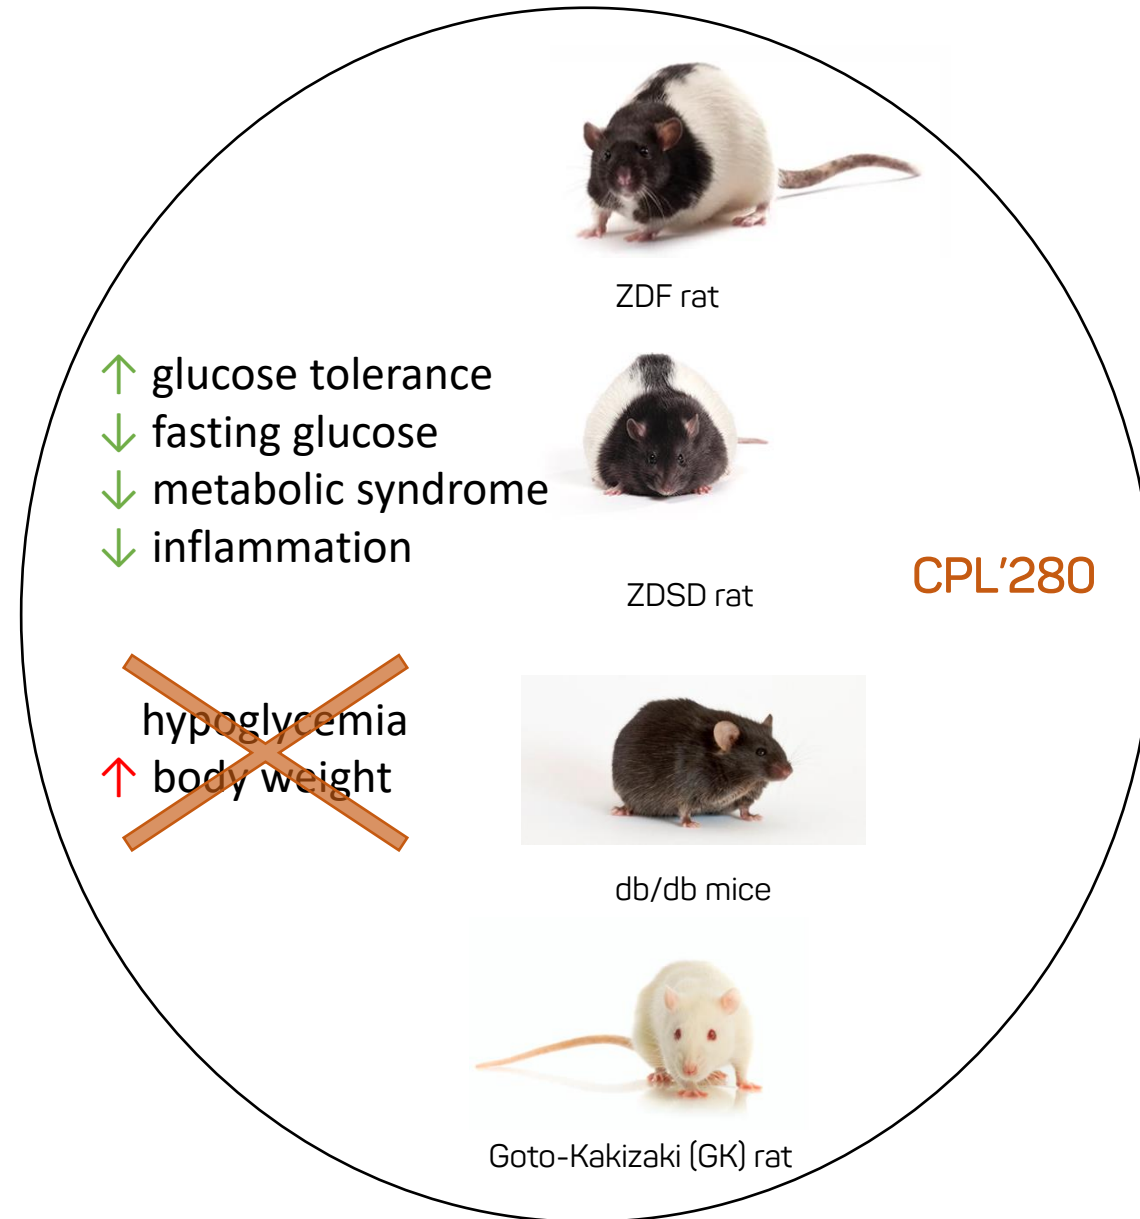 ZDF rat
↑ glucose tolerance
↓ fasting glucose
↓ metabolic syndrome
↓ inflammation
ZDSD rat
CPL'280
hypoglycemia
↑ body weight
db/db mice
Goto-Kakizaki (GK) rat